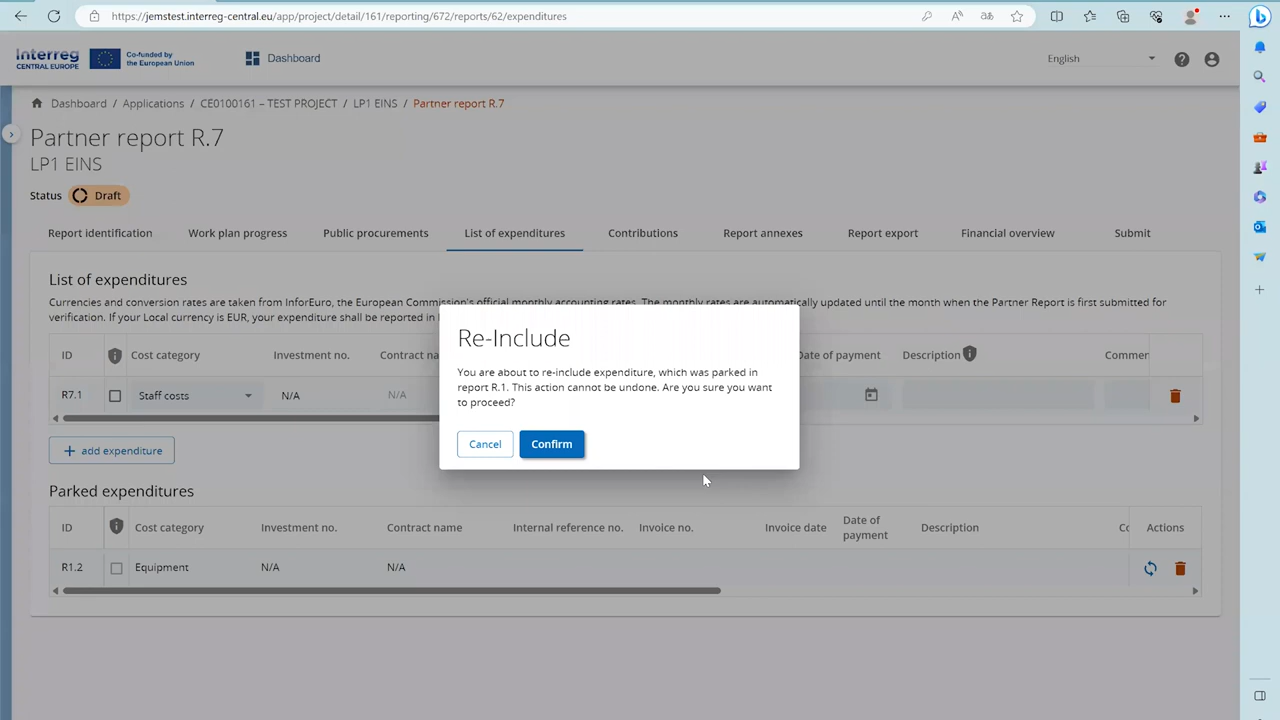 https://jemstest.interreg-central.eu/app/project/detail/161/reporting/672/reports/62/expenditures
Interreg
CENTRAL EUROPE
Co-funded by
the European Union
Dashboard
English
Dashboard / Applications / CE0100161 – TEST PROJECT / LP1 EINS / Partner report R.7
Partner report R.7
LP1 EINS
Status Draft
Report identification Work plan progress Public procurements List of expenditures Contributions Report annexes Report export Financial overview Submit
List of expenditures
Currencies and conversion rates are taken from InforEuro, the European Commission's official monthly accounting rates. The monthly rates are automatically updated until the month when the Partner Report is first submitted for
verification. If your Local currency is EUR, your expenditure shall be reported in
ID Cost category Investment no. Contract na Date of payment Description Commer
R7.1 Staff costs N/A N/A
add expenditure
Re-Include
You are about to re-include expenditure, which was parked in
report R.1. This action cannot be undone. Are you sure you want
to proceed?
Cancel Confirm
Parked expenditures
ID Cost category Investment no. Contract name Internal reference no. Invoice no. Invoice date Date of payment Description Cc Actions
R1.2 Equipment N/A N/A